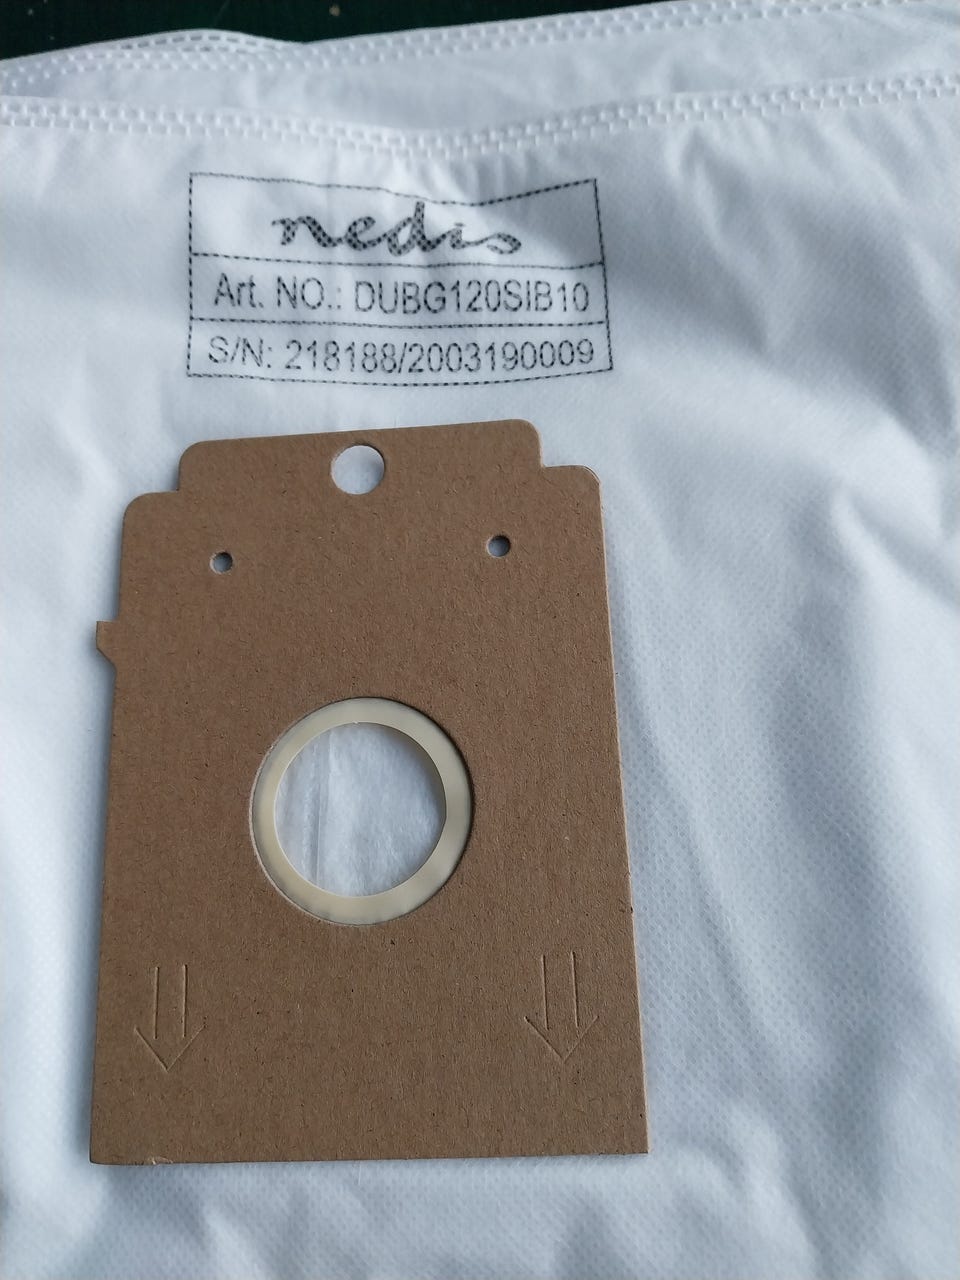 nedis
Art. NO.: DUBG120SIB10
S/N: 218188/2003190009